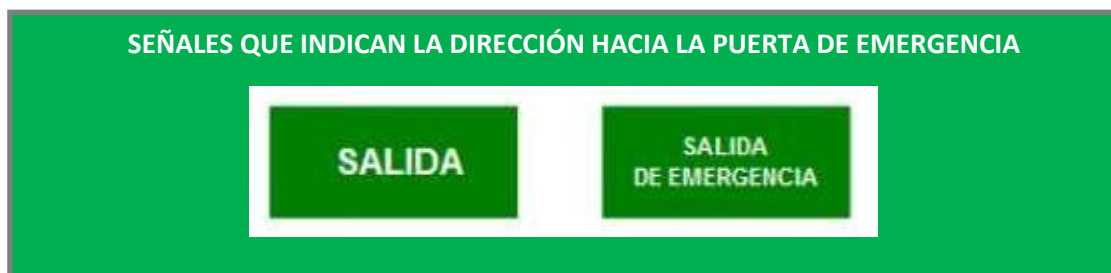 SEÑALES QUE INDICAN LA DIRECCIÓN HACIA LA PUERTA DE EMERGENCIA
SALIDA
SALIDA
DE EMERGENCIA